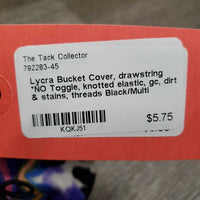 The Tack Collector
792283-45
Lycra Bucket Cover, drawstring
*NO Toggle, knotted elastic, gc, dirt
& stains, threads Black/Multi
$5.75
KQKJ51